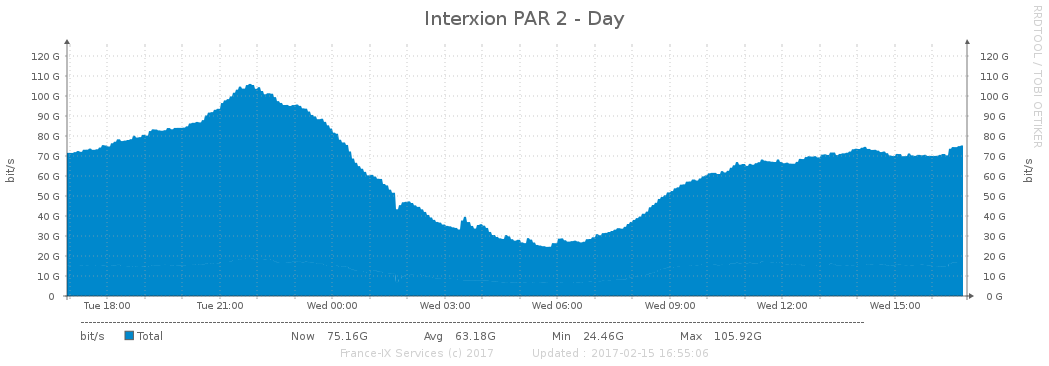 Interxion PAR 2 - Day
RRDTOOL / TOBI OETIKER
bit/s
120 G 120 G
110 G 110 G
100 G 100 G
90 G 90 G
80 G 80 G
70 G 70 G
60 G 60 G
50 G 50 G
40 G 40 G
30 G 30 G
20 G 20 G
10 G 10 G
0 0 G
bit/s
Tue 18:00 Tue 21:00 Wed 00:00 Wed 03:00 Wed 06:00 Wed 09:00 Wed 12:00 Wed 15:00
bit/s Total Now 75.16G Avg 63.18G Min 24.46G Max 105.92G
France-IX Services (c) 2017 Updated : 2017-02-15 16:55:06